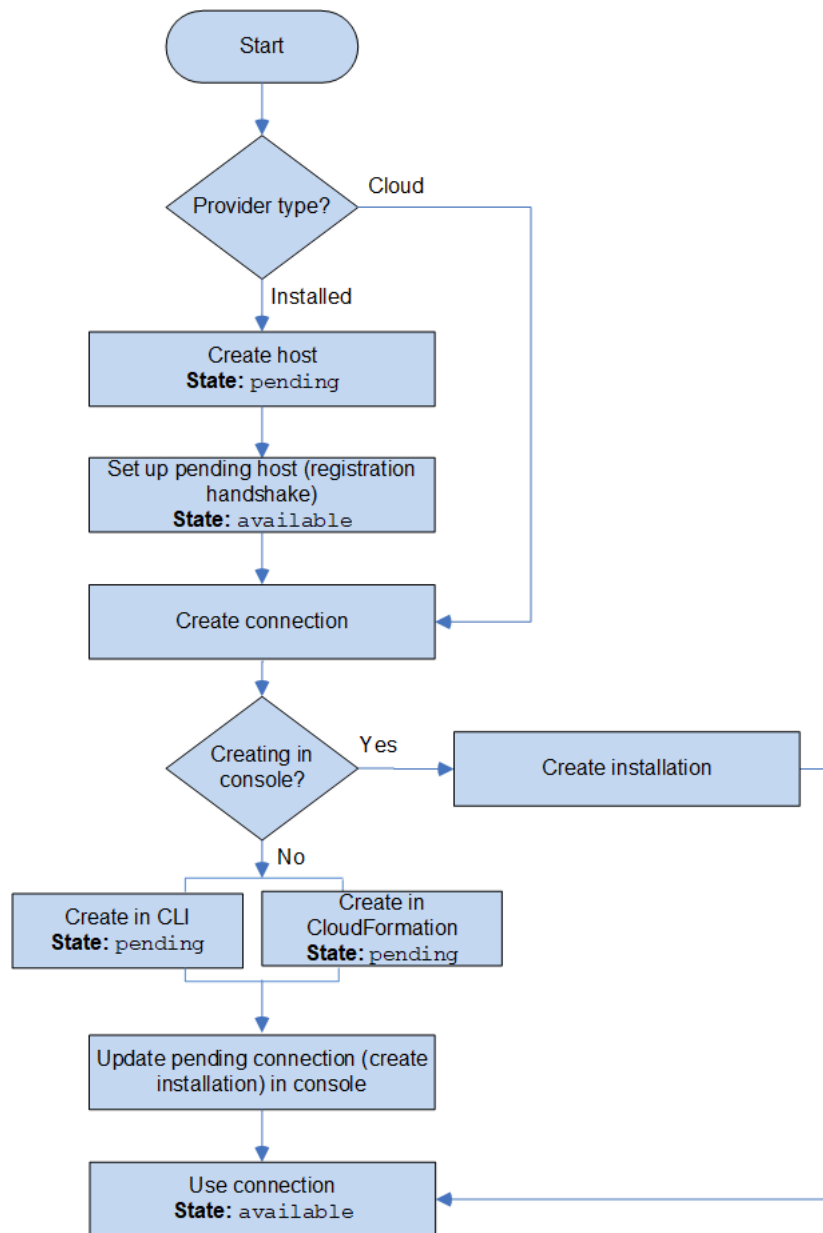 Start
Cloud
Provider type?
Installed
Create host
State: pending
Set up pending host (registration
handshake)
State: available
Create connection
Yes
Creating in
console?
Create installation
No
Create in CLI
State: pending
Create in
CloudFormation
State: pending
Update pending connection (create
installation) in console
Use connection
State: available